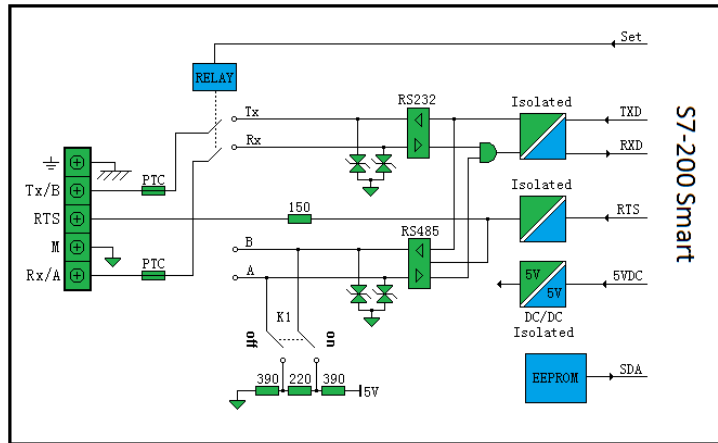 Set
RELAY
RS232
Isolated
Tx
TXD
Rx
RXD
PTC
Tx/B
RTS
150
Isolated
RTS
M
B
RS485
PTC
Rx/A
A
5V
5V
5VDC
K1
off
on
DC/DC
Isolated
390
220
390
5V
EEPROM
SDA
S7-200 Smart